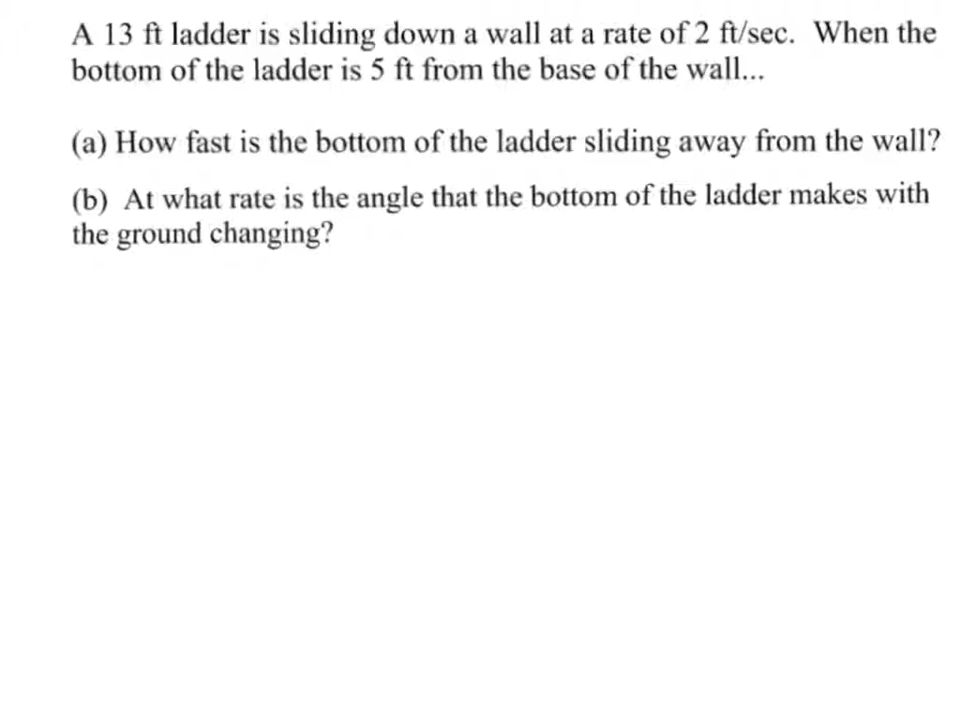 A 13 ft ladder is sliding down a wall at a rate of 2 ft/sec. When the
bottom of the ladder is 5 ft from the base of the wall...
(a) How fast is the bottom of the ladder sliding away from the wall?
(b) At what rate is the angle that the bottom of the ladder makes with
the ground changing?